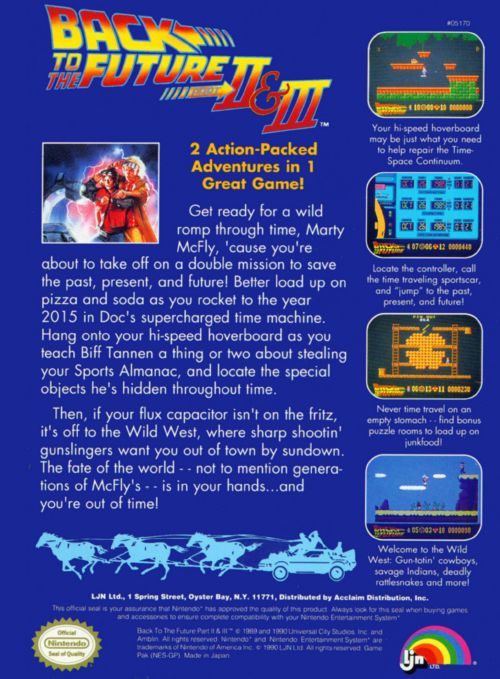 #05170
BACK
TO
THE FUTURE
PART II & III
TM
2 Action-Packed
Adventures in 1
Great Game!
Get ready for a wild
romp through time, Marty
McFly, 'cause you're
about to take off on a double mission to save
the past, present, and future! Better load up on
pizza and soda as you rocket to the year
2015 in Doc's supercharged time machine.
Hang onto your hi-speed hoverboard as you
teach Biff Tannen a thing or two about stealing
your Sports Almanac, and locate the special
objects he's hidden throughout time.
Then, if your flux capacitor isn't on the fritz,
it's off to the Wild West, where sharp shootin'
gunslingers want you out of town by sundown.
The fate of the world - - not to mention genera-
tions of McFly's - - is in your hands...and
you're out of time!
Your hi-speed hoverboard
may be just what you need
to help repair the Time-
Space Continuum.
Locate the controller, call
the time traveling sportscar,
and "jump" to the past,
present, and future!
Never time travel on an
empty stomach - - find bonus
puzzle rooms to load up on
junkfood!
Welcome to the Wild
West: Gun-totin' cowboys,
savage Indians, deadly
rattlesnakes and more!
LJN Ltd., 1 Spring Street, Oyster Bay, N.Y. 11771, Distributed by Acclaim Distribution, Inc.
This official seal is your assurance that Nintendo® has approved the quality of this product. Always look for this seal when buying games
and accessories to ensure complete compatibility with your Nintendo Entertainment System®
Official
Nintendo
Seal of Quality
Back To The Future Part II & III™ © 1989 and 1990 Universal City Studios, Inc. and
Amblin. All rights reserved. Nintendo® and Nintendo Entertainment System® are
trademarks of Nintendo of America Inc. © 1990 LJN Ltd. All rights reserved. Game
Pak (NES-GP) Made in Japan
ljn
LTD.
®